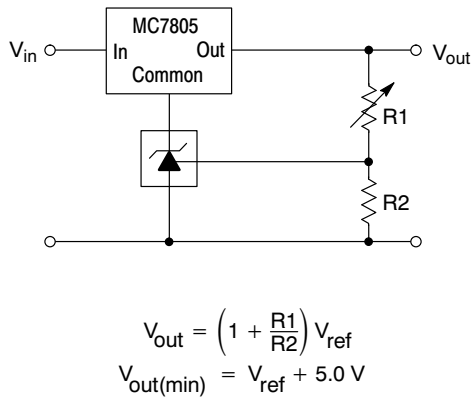 MC7805
V_in In Out V_out
Common
R1
R2
V_out = (1 + R1/R2) V_ref
V_out(min) = V_ref + 5.0 V